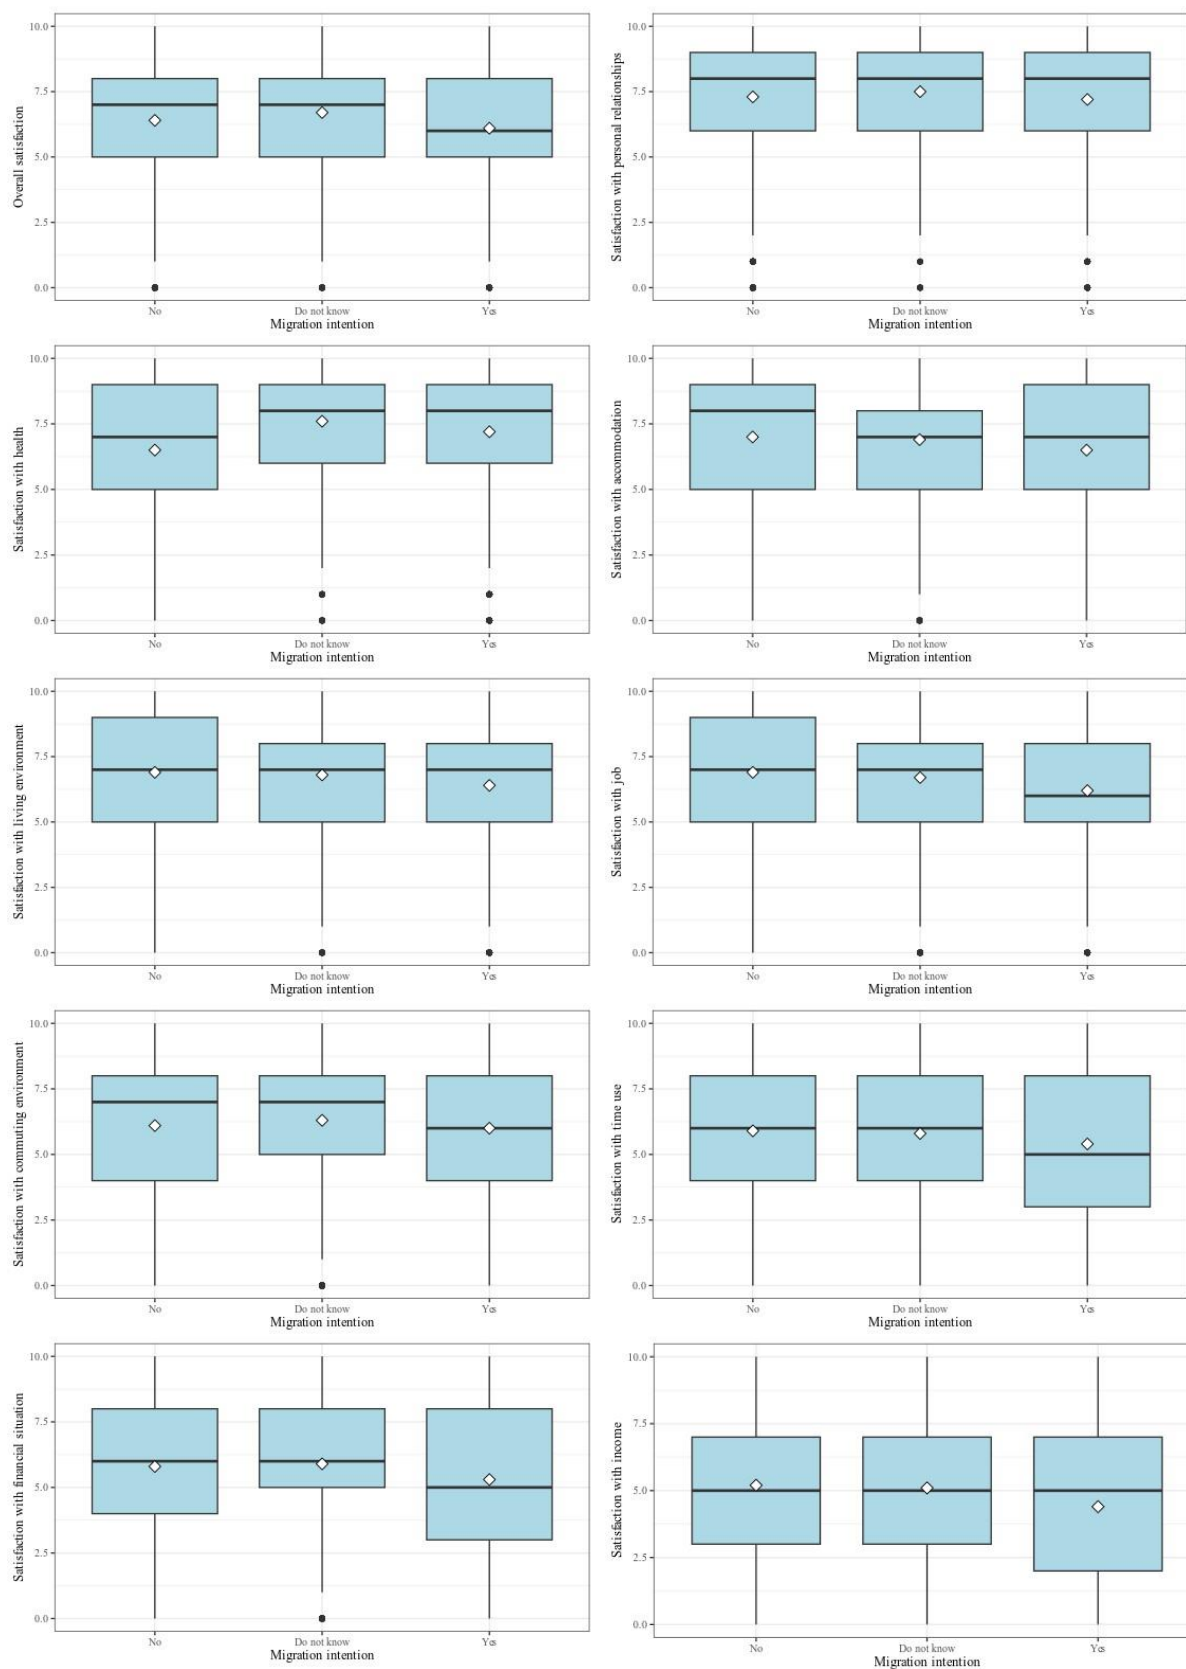 Overall satisfaction
10.0
7.5
5.0
2.5
0.0
No Do not know Yes
Migration intention
Satisfaction with personal relationships
10.0
7.5
5.0
2.5
0.0
No Do not know Yes
Migration intention
Satisfaction with health
10.0
7.5
5.0
2.5
0.0
No Do not know Yes
Migration intention
Satisfaction with accommodation
10.0
7.5
5.0
2.5
0.0
No Do not know Yes
Migration intention
Satisfaction with living environment
10.0
7.5
5.0
2.5
0.0
No Do not know Yes
Migration intention
Satisfaction with job
10.0
7.5
5.0
2.5
0.0
No Do not know Yes
Migration intention
Satisfaction with commuting environment
10.0
7.5
5.0
2.5
0.0
No Do not know Yes
Migration intention
Satisfaction with time use
10.0
7.5
5.0
2.5
0.0
No Do not know Yes
Migration intention
Satisfaction with financial situation
10.0
7.5
5.0
2.5
0.0
No Do not know Yes
Migration intention
Satisfaction with income
10.0
7.5
5.0
2.5
0.0
No Do not know Yes
Migration intention